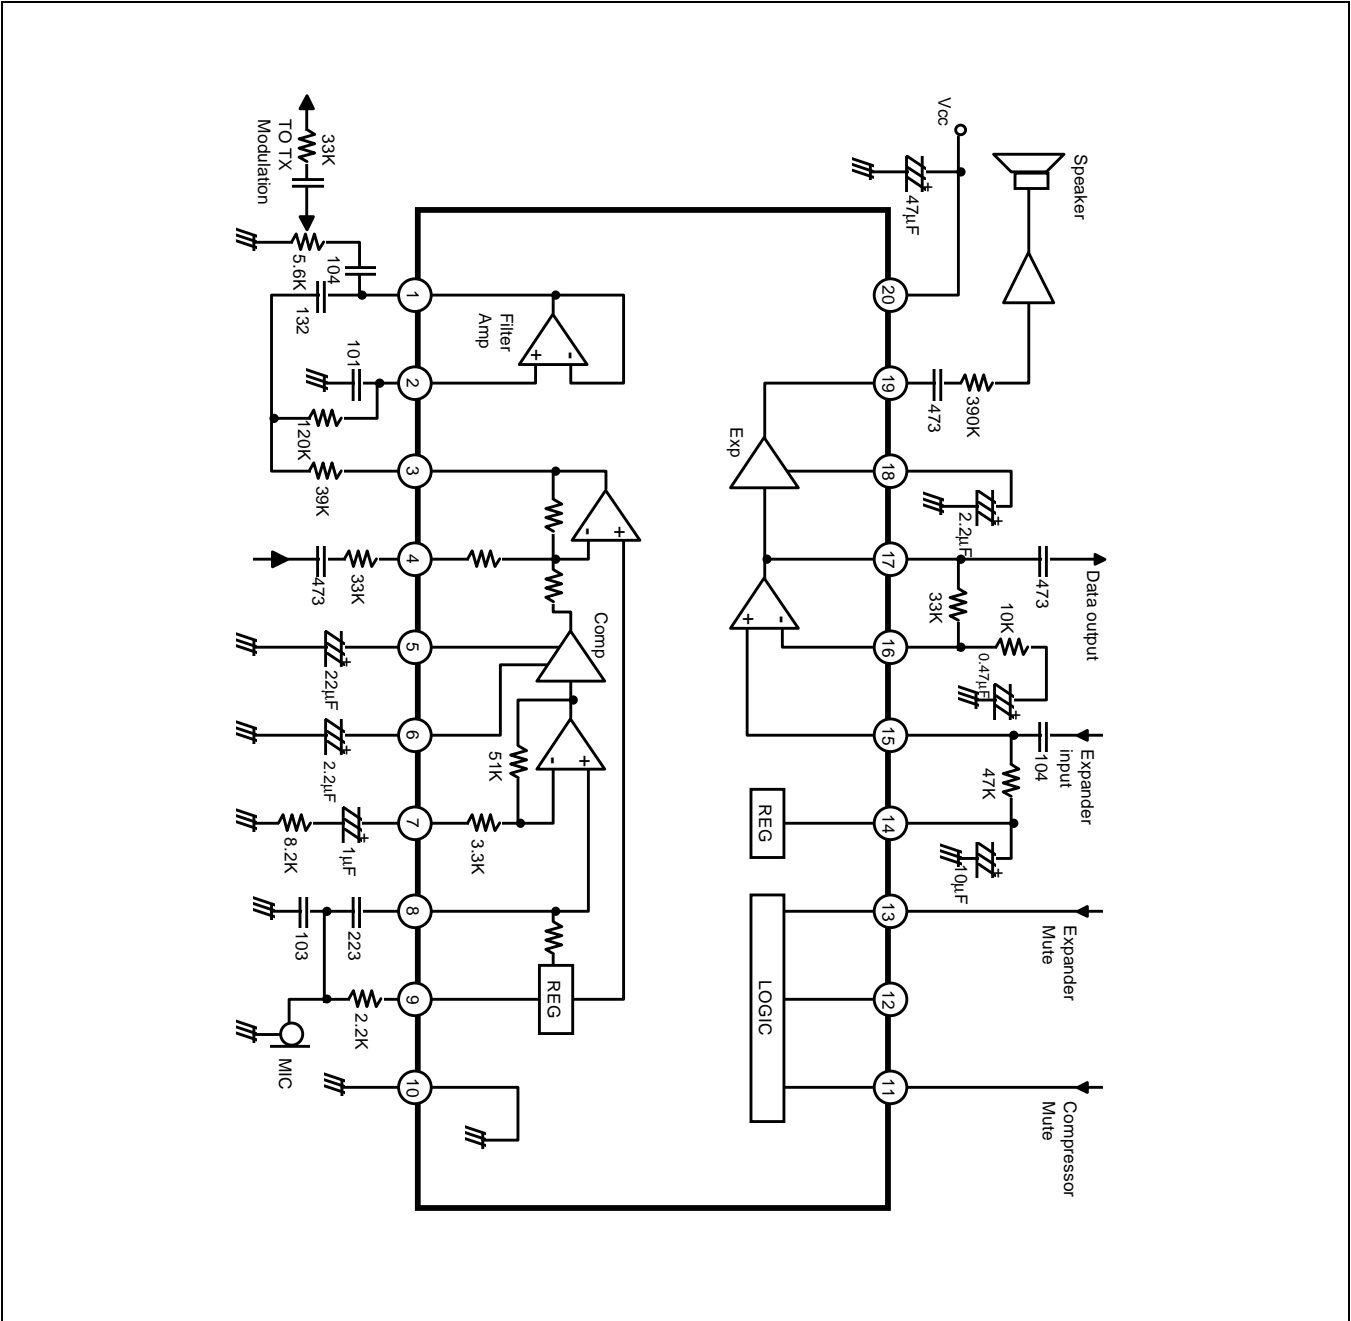 Vcc
47µF
Speaker
33K
TO TX
Modulation
5.6K
104
132
101
120K
39K
473
33K
22µF
2.2µF
8.2K
1µF
103
223
2.2K
MIC
1
2
3
4
5
6
7
8
9
10
Filter
Amp
+
-
-
+
Comp
51K
-
+
3.3K
REG
20
19
18
17
16
15
14
13
12
11
Exp
+
-
REG
LOGIC
473
390K
2.2µF
+
473
Data output
33K
10K
0.47µF
+
104
Expander
input
47K
10µF
+
Expander
Mute
Compressor
Mute
+
+
+
+